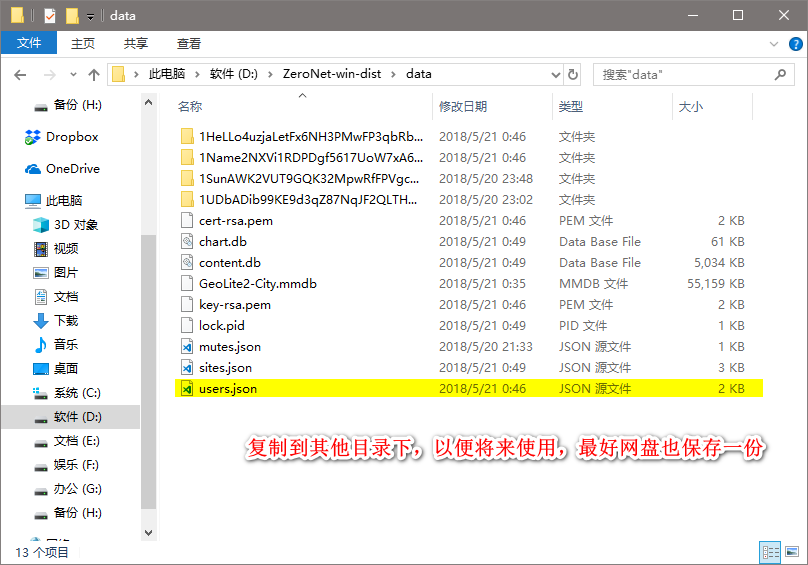 data
文件 主页 共享 查看
此电脑 软件 (D:) ZeroNet-win-dist data 搜索"data"
名称 修改日期 类型 大小
备份 (H:)
Dropbox
OneDrive
此电脑
3D 对象
视频
图片
文档
下载
音乐
桌面
系统 (C:)
软件 (D:)
文档 (E:)
娱乐 (F:)
办公 (G:)
备份 (H:)
1HeLLo4uzjaLetFx6NH3PMwFP3qbRb... 2018/5/21 0:46 文件夹
1Name2NXVi1RDPDgf5617UoW7xA6... 2018/5/21 0:46 文件夹
1SunAWK2VUT9GQK32MpwRfFPVgc... 2018/5/20 23:48 文件夹
1UDbADib99KE9d3qZ87NqJF2QLTH... 2018/5/20 23:02 文件夹
cert-rsa.pem 2018/5/21 0:46 PEM 文件 2 KB
chart.db 2018/5/21 0:49 Data Base File 61 KB
content.db 2018/5/21 0:49 Data Base File 5,034 KB
GeoLite2-City.mmdb 2018/5/21 0:35 MMDB 文件 55,159 KB
key-rsa.pem 2018/5/21 0:46 PEM 文件 2 KB
lock.pid 2018/5/21 0:49 PID 文件 1 KB
mutes.json 2018/5/20 21:33 JSON 源文件 1 KB
sites.json 2018/5/21 0:49 JSON 源文件 3 KB
users.json 2018/5/21 0:46 JSON 源文件 2 KB
复制到其他目录下，以便将来使用，最好网盘也保存一份
13 个项目